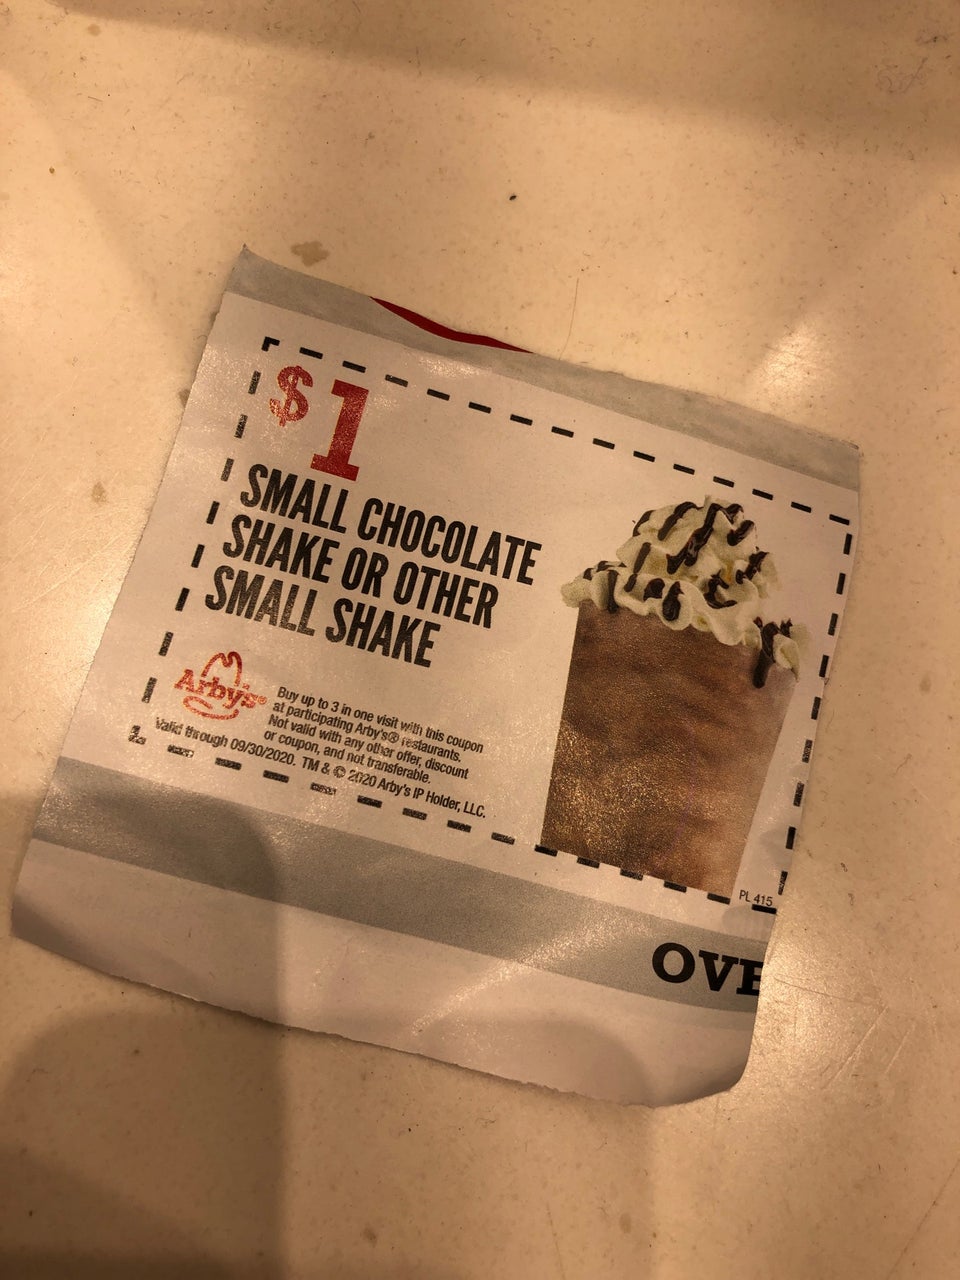 $1
SMALL CHOCOLATE
SHAKE OR OTHER
SMALL SHAKE
Arby's®
Buy up to 3 in one visit with this coupon
at participating Arby's® restaurants.
Not valid with any other offer, discount
or coupon, and not transferable.
Valid through 09/30/2020. TM & © 2020 Arby's IP Holder, LLC.
PL 415
OVE